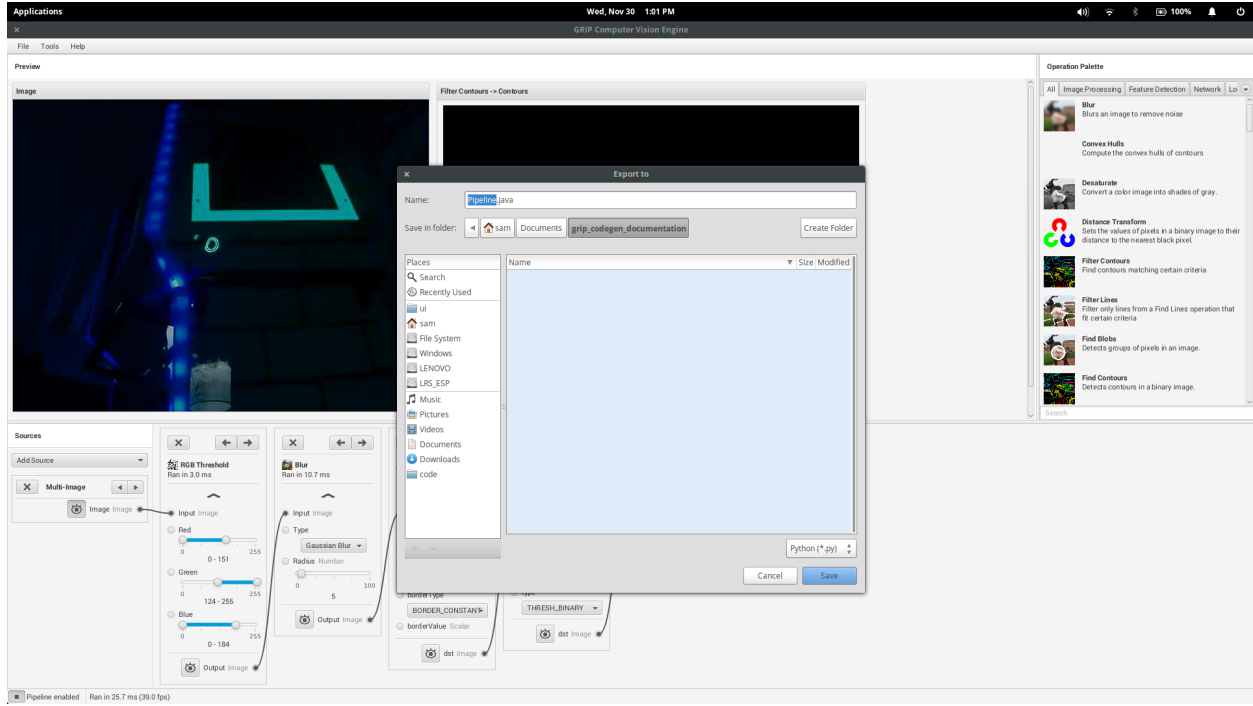 Applications
Wed, Nov 30 1:01 PM
100%
GRIP Computer Vision Engine
File Tools Help
Preview
Image
Filter Contours -> Contours
Operation Palette
All Image Processing Feature Detection Network Lo
Blur
Blurs an image to remove noise
Convex Hulls
Compute the convex hulls of contours
Desaturate
Convert a color image into shades of gray.
Distance Transform
Sets the values of pixels in a binary image to their
distance to the nearest black pixel
Filter Contours
Find contours matching certain criteria
Filter Lines
Filter only lines from a Find Lines operation that
fit certain criteria
Find Blobs
Detects groups of pixels in an image.
Find Contours
Detects contours in a binary image.
Search
Export to
Name: Pipeline.java
Save in folder: sam Documents grip_codegen_documentation Create Folder
Places
Search
Recently Used
ui
sam
File System
Windows
LENOVO
LRS_ESP
Music
Pictures
Videos
Documents
Downloads
code
Name Size Modified
Python (*.py)
Cancel Save
Sources
Add Source
Multi-Image
Image Image
RGB Threshold
Ran in 3.0 ms
Input Image
Red
0 255
0 - 151
Green
0 255
124 - 255
Blue
0 255
0 - 184
Output Image
Blur
Ran in 10.7 ms
Input Image
Type
Gaussian Blur
Radius Number
0 100
5
Output Image
borderType
BORDER_CONSTANT
borderValue Scalar
dst Image
Type
THRESH_BINARY
dst Image
Pipeline enabled Ran in 25.7 ms (39.0 fps)